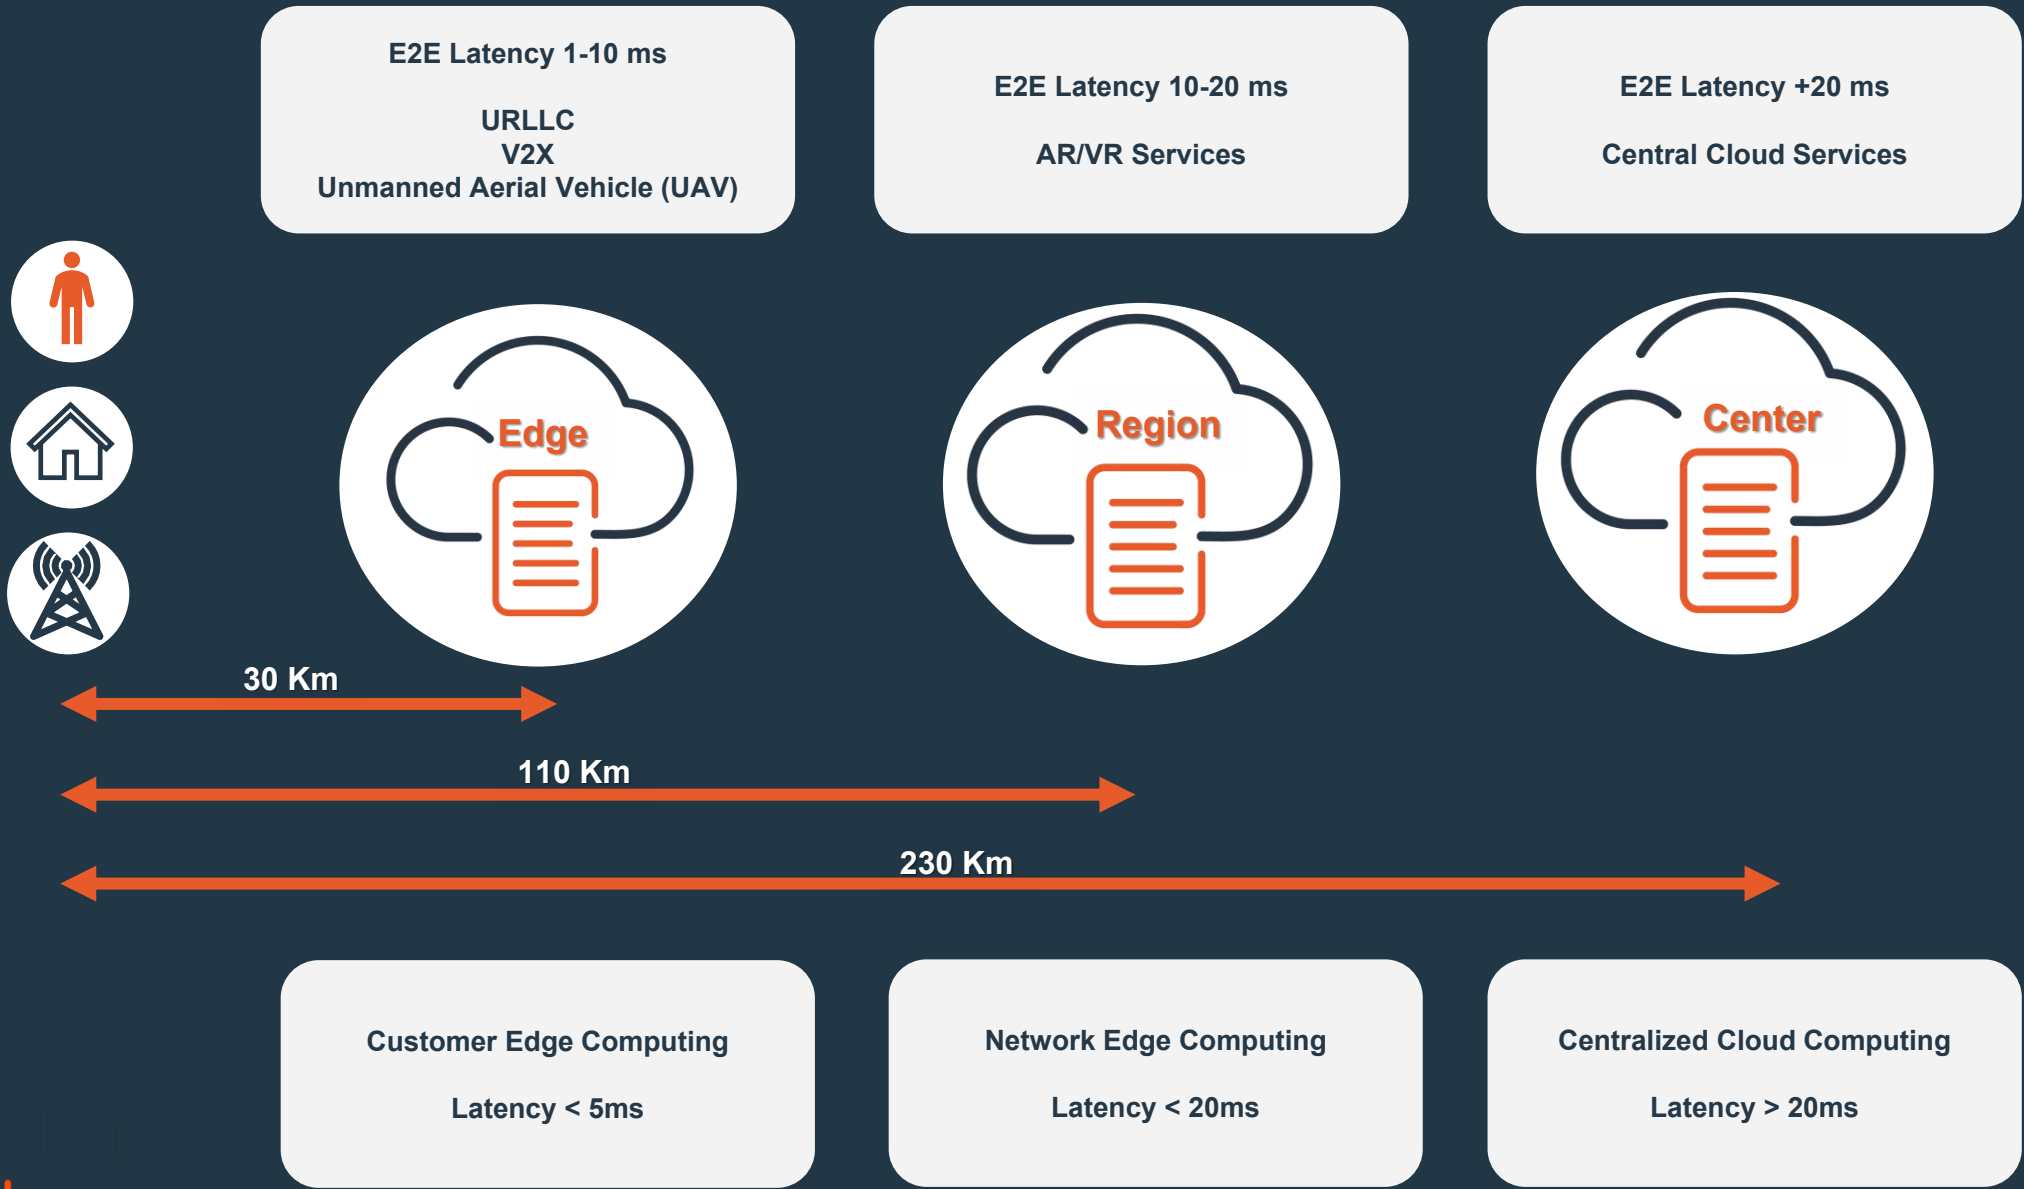 E2E Latency 1-10 ms
URLLC
V2X
Unmanned Aerial Vehicle (UAV)
E2E Latency 10-20 ms
AR/VR Services
E2E Latency +20 ms
Central Cloud Services
Edge
Region
Center
30 Km
110 Km
230 Km
Customer Edge Computing
Latency < 5ms
Network Edge Computing
Latency < 20ms
Centralized Cloud Computing
Latency > 20ms